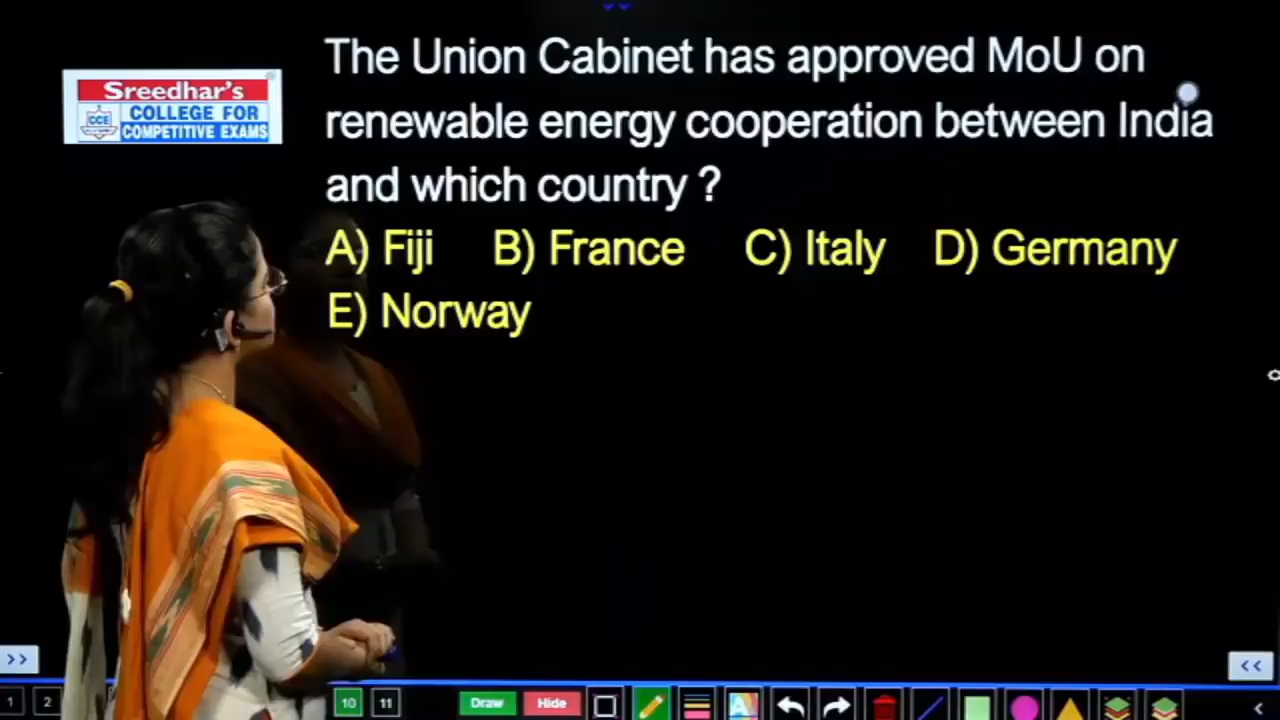 The Union Cabinet has approved MoU on
renewable energy cooperation between India
and which country ?
A) Fiji B) France C) Italy D) Germany
E) Norway
Sreedhar's
CCE
COLLEGE FOR
COMPETITIVE EXAMS
>>
<<
1 2 10 11 Draw Hide A